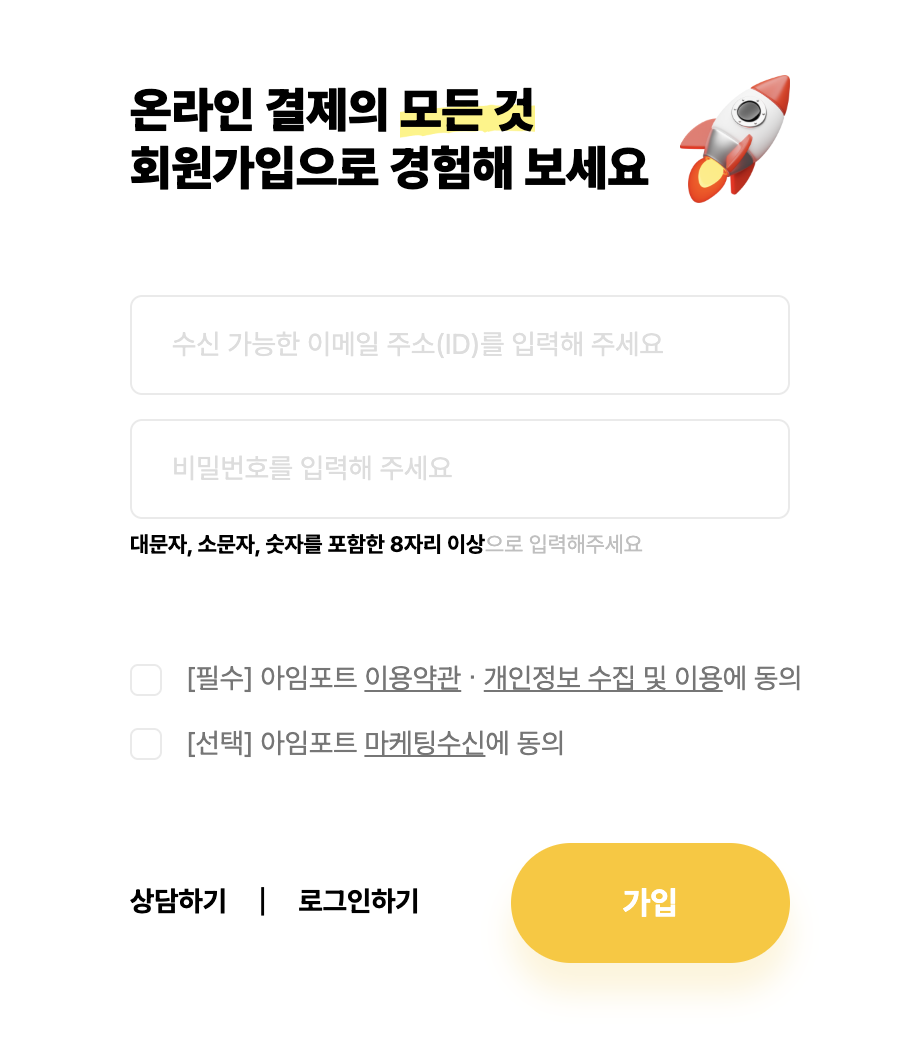 온라인 결제의 모든 것
회원가입으로 경험해 보세요
수신 가능한 이메일 주소(ID)를 입력해 주세요
비밀번호를 입력해 주세요
대문자, 소문자, 숫자를 포함한 8자리 이상으로 입력해주세요
[필수] 아임포트 이용약관 · 개인정보 수집 및 이용에 동의
[선택] 아임포트 마케팅수신에 동의
상담하기 | 로그인하기 가입